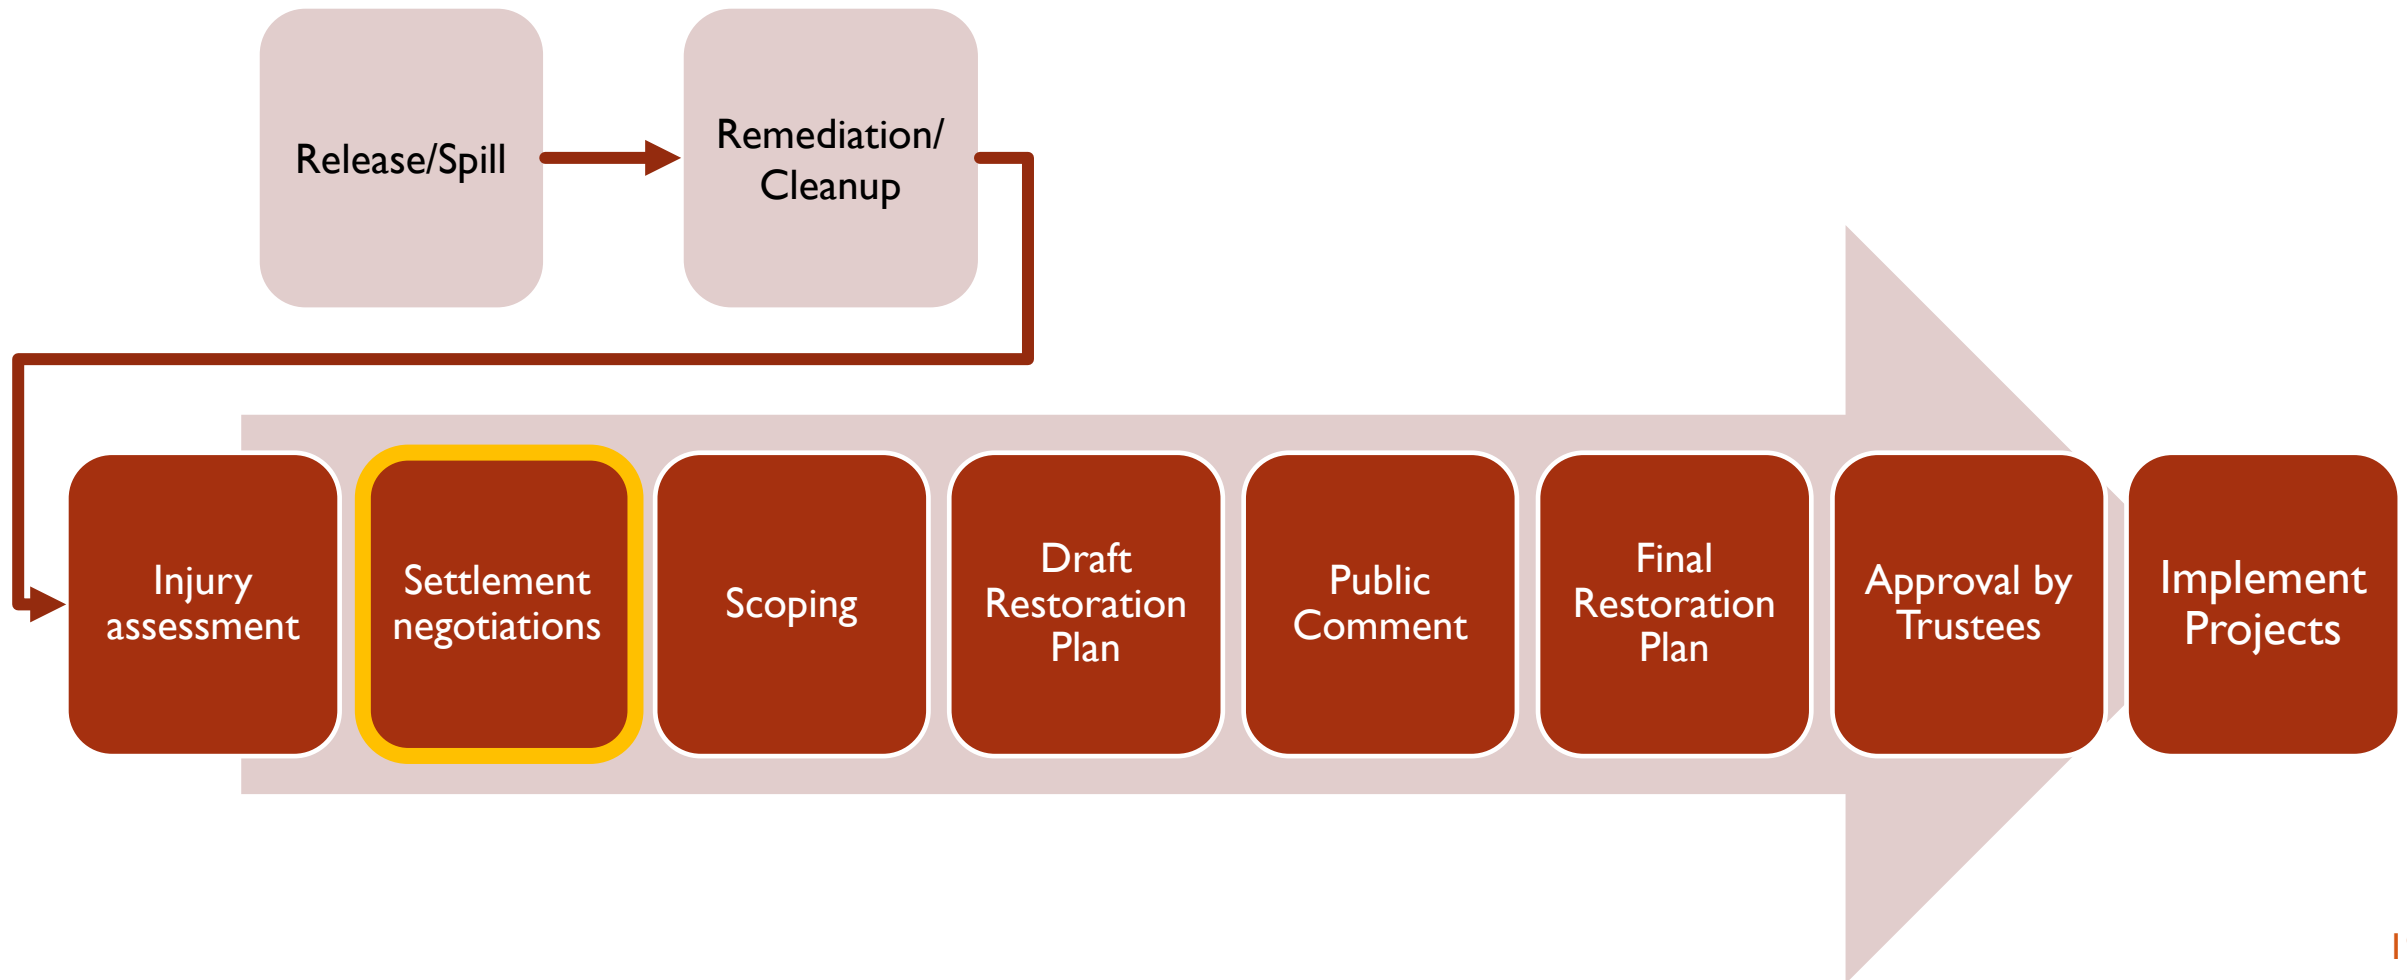 Release/Spill
Remediation/
Cleanup
Injury
assessment
Settlement
negotiations
Scoping
Draft
Restoration
Plan
Public
Comment
Final
Restoration
Plan
Approval by
Trustees
Implement
Projects